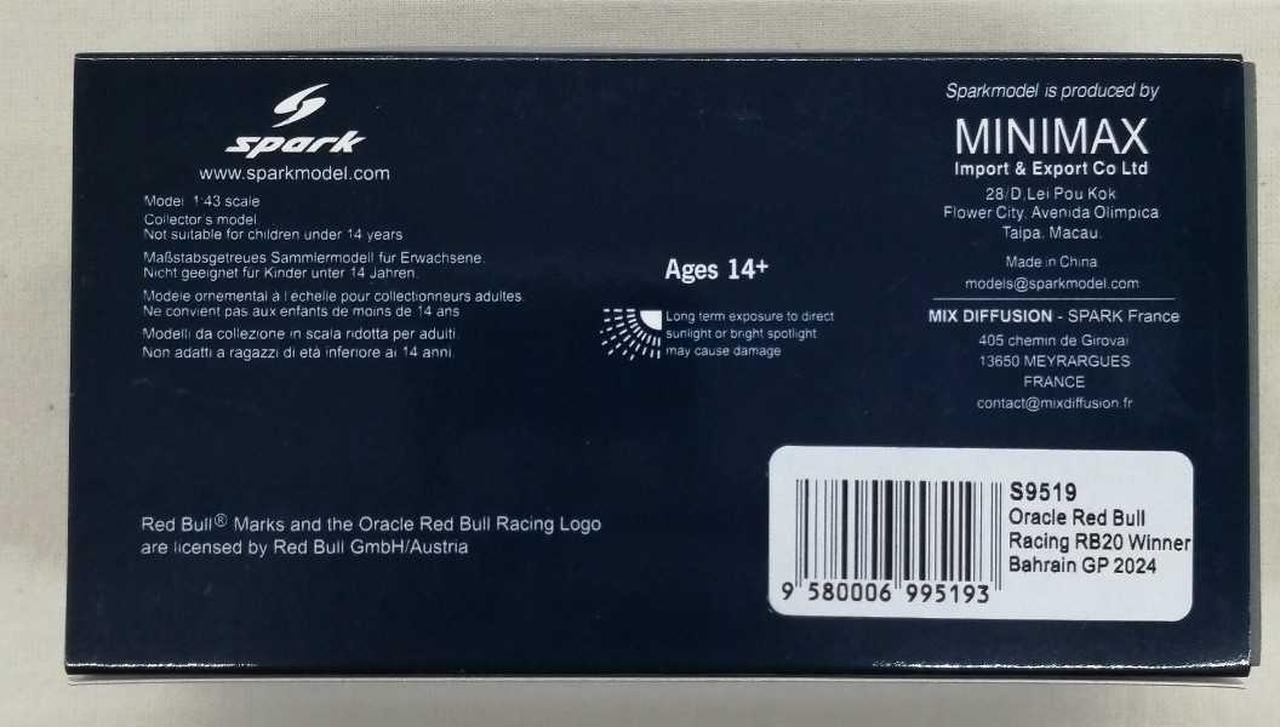 spark
www.sparkmodel.com
Model 1:43 scale
Collector's model.
Not suitable for children under 14 years
Maßstabsgetreues Sammlermodell für Erwachsene.
Nicht geeignet für Kinder unter 14 Jahren.
Modèle ornemental à l'échelle pour collectionneurs adultes.
Ne convient pas aux enfants de moins de 14 ans
Modelli da collezione in scala ridotta per adulti.
Non adatti a ragazzi di età inferiore ai 14 anni.
Red Bull® Marks and the Oracle Red Bull Racing Logo
are licensed by Red Bull GmbH/Austria
Ages 14+
Long term exposure to direct
sunlight or bright spotlight
may cause damage
Sparkmodel is produced by
MINIMAX
Import & Export Co Ltd
28/D,Lei Pou Kok
Flower City, Avenida Olimpica
Taipa, Macau.
Made in China
models@sparkmodel.com
MIX DIFFUSION - SPARK France
405 chemin de Giroval
13650 MEYRARGUES
FRANCE
contact@mixdiffusion.fr
S9519
Oracle Red Bull
Racing RB20 Winner
Bahrain GP 2024
9 580006 995193